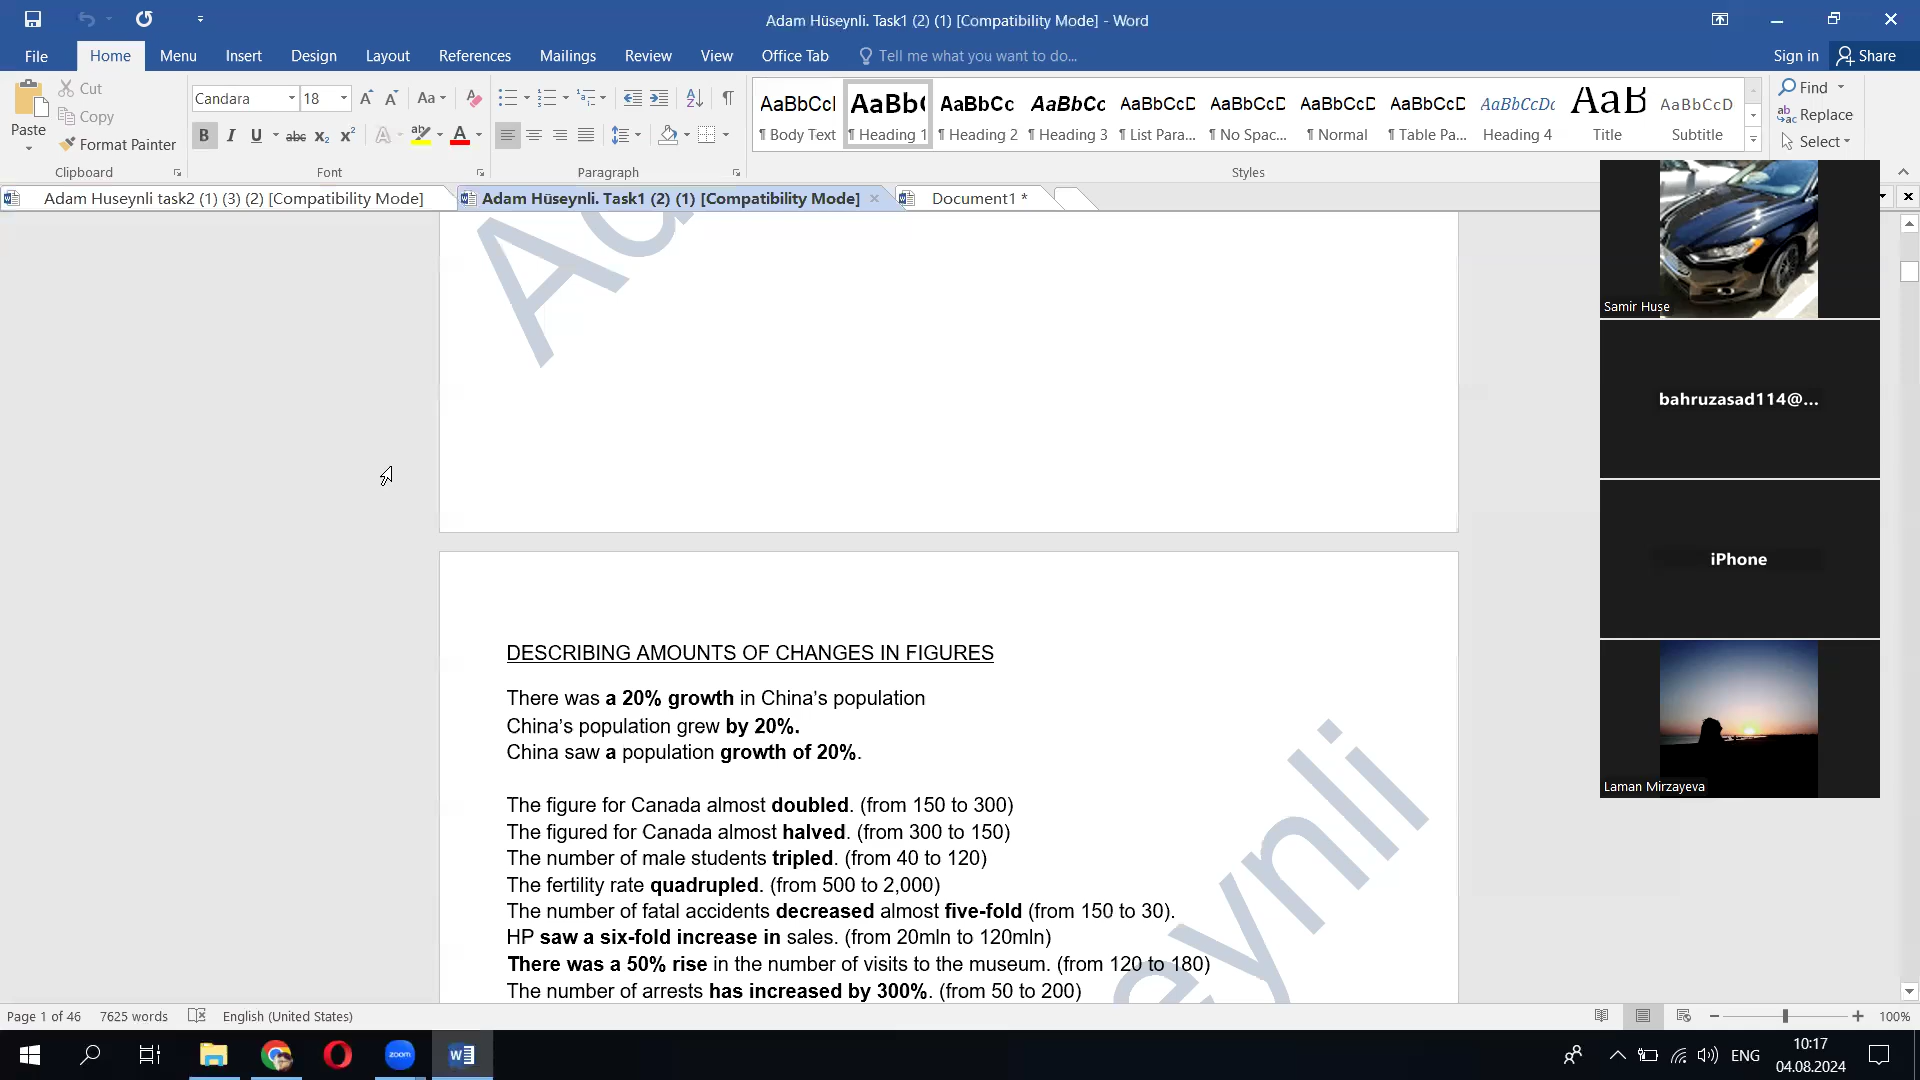 Adam Hüseynli. Task1 (2) (1) [Compatibility Mode] - Word
File Home Menu Insert Design Layout References Mailings Review View Office Tab Tell me what you want to do... Sign in Share
Paste
Cut
Copy
Format Painter
Clipboard
Candara 18
Font
Paragraph
AaBbCcI AaBb( AaBbCc AaBbCc AaBbCcD AaBbCcD AaBbCcD AaBbCcD AaBbCcDc AaB AaBbCcD
¶ Body Text ¶ Heading 1 ¶ Heading 2 ¶ Heading 3 ¶ List Para... ¶ No Spac... ¶ Normal ¶ Table Pa... Heading 4 Title Subtitle
Styles
Find
Replace
Select
Adam Huseynli task2 (1) (3) (2) [Compatibility Mode] Adam Hüseynli. Task1 (2) (1) [Compatibility Mode] Document1 *
Samir Huse
bahruzasad114@...
iPhone
Laman Mirzayeva
DESCRIBING AMOUNTS OF CHANGES IN FIGURES
There was a 20% growth in China’s population
China’s population grew by 20%.
China saw a population growth of 20%.
The figure for Canada almost doubled. (from 150 to 300)
The figured for Canada almost halved. (from 300 to 150)
The number of male students tripled. (from 40 to 120)
The fertility rate quadrupled. (from 500 to 2,000)
The number of fatal accidents decreased almost five-fold (from 150 to 30).
HP saw a six-fold increase in sales. (from 20mln to 120mln)
There was a 50% rise in the number of visits to the museum. (from 120 to 180)
The number of arrests has increased by 300%. (from 50 to 200)
Page 1 of 46 7625 words English (United States) 100%
zoom
ENG
10:17
04.08.2024